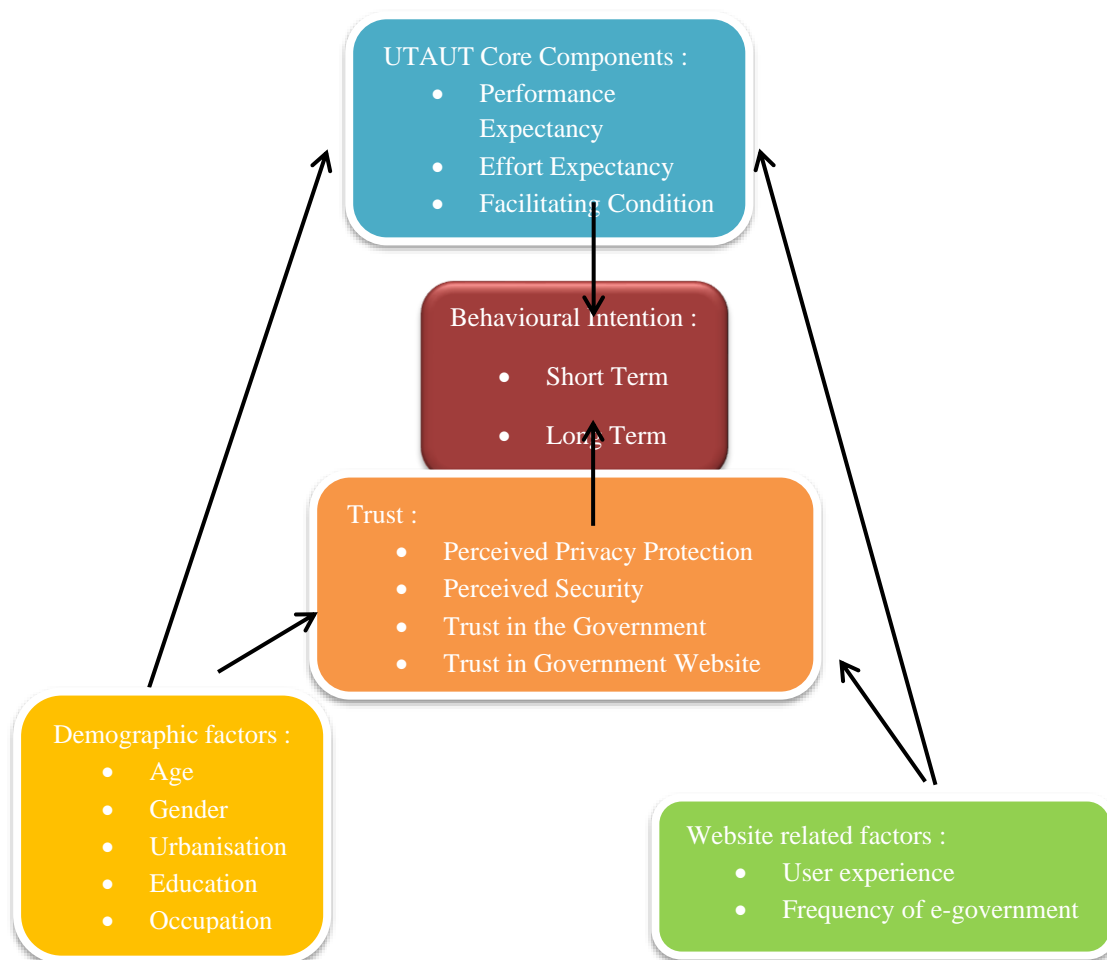 UTAUT Core Components :
• Performance
Expectancy
• Effort Expectancy
• Facilitating Condition
Behavioural Intention :
• Short Term
• Long Term
Trust :
• Perceived Privacy Protection
• Perceived Security
• Trust in the Government
• Trust in Government Website
Demographic factors :
• Age
• Gender
• Urbanisation
• Education
• Occupation
Website related factors :
• User experience
• Frequency of e-government